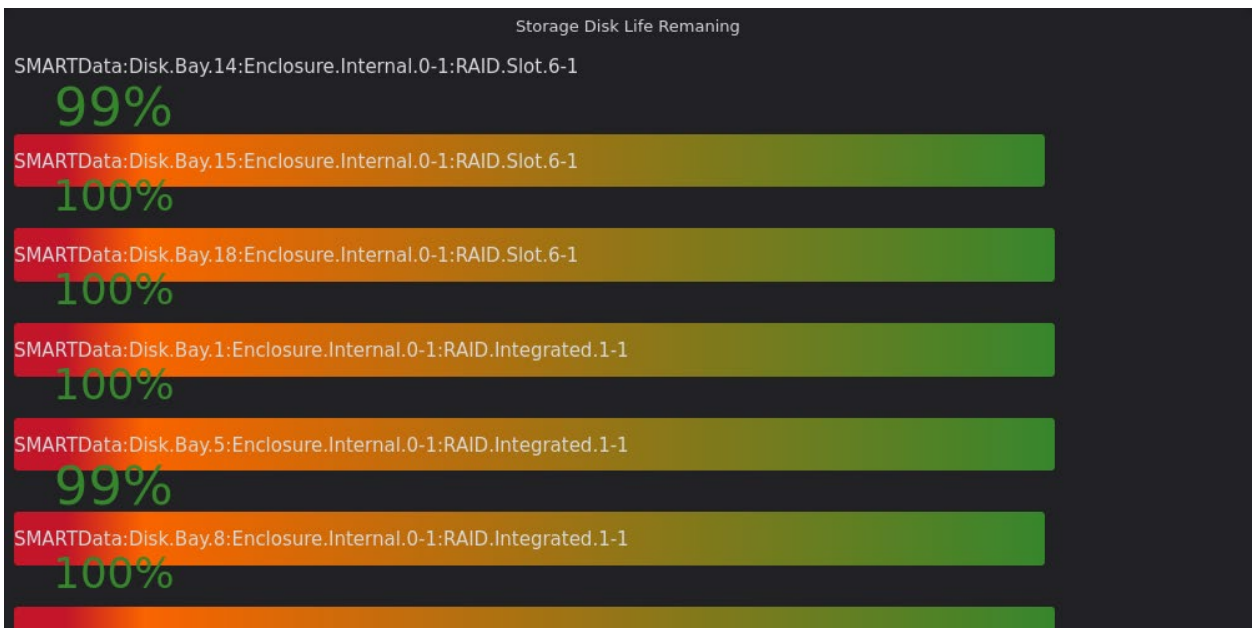 Storage Disk Life Remaning
SMARTData:Disk.Bay.14:Enclosure.Internal.0-1:RAID.Slot.6-1
99%
SMARTData:Disk.Bay.15:Enclosure.Internal.0-1:RAID.Slot.6-1
100%
SMARTData:Disk.Bay.18:Enclosure.Internal.0-1:RAID.Slot.6-1
100%
SMARTData:Disk.Bay.1:Enclosure.Internal.0-1:RAID.Integrated.1-1
100%
SMARTData:Disk.Bay.5:Enclosure.Internal.0-1:RAID.Integrated.1-1
99%
SMARTData:Disk.Bay.8:Enclosure.Internal.0-1:RAID.Integrated.1-1
100%